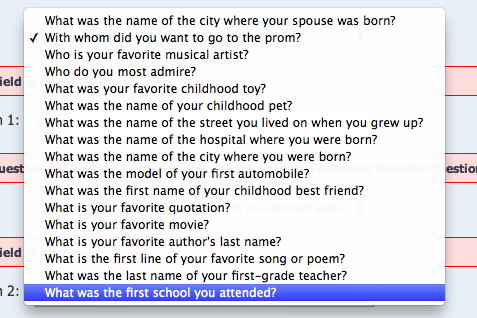 What was the name of the city where your spouse was born?
✓ With whom did you want to go to the prom?
Who is your favorite musical artist?
Who do you most admire?
What was your favorite childhood toy?
What was the name of your childhood pet?
What was the name of the street you lived on when you grew up?
What was the name of the hospital where you were born?
What was the name of the city where you were born?
What was the model of your first automobile?
What was the first name of your childhood best friend?
What is your favorite quotation?
What is your favorite movie?
What is your favorite author's last name?
What is the first line of your favorite song or poem?
What was the last name of your first-grade teacher?
What was the first school you attended?
ield
1:
uest
Questio
ield
2: